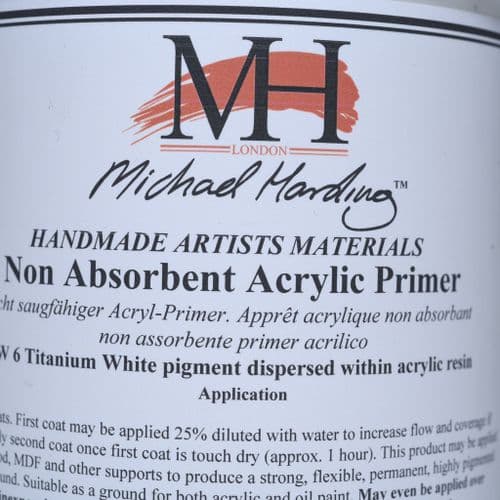 MH
LONDON
Michael Harding™
HANDMADE ARTISTS MATERIALS
Non Absorbent Acrylic Primer
saugfähiger Acryl-Primer. Apprêt acrylique non absorbant
non assorbente primer acrilico
6 Titanium White pigment dispersed within acrylic resin
Application
First coat may be applied 25% diluted with water to increase flow and coverage.
second coat once first coat is touch dry (approx. 1 hour). This product may be
MDF and other supports to produce a strong, flexible, permanent, highly pigmented
Suitable as a ground for both acrylic and oil paint. May even be applied over